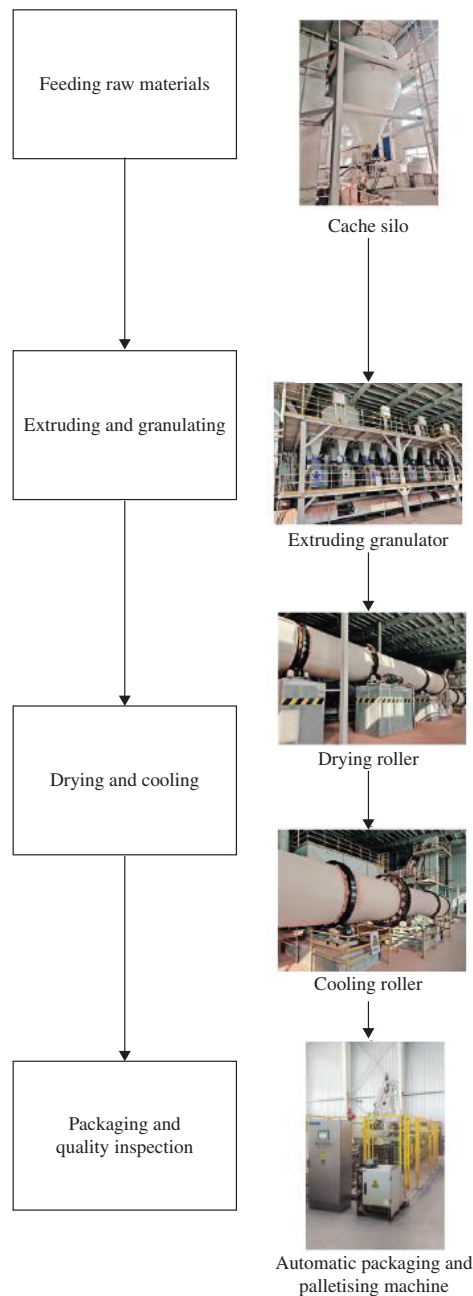 Feeding raw materials
Cache silo
Extruding and granulating
Extruding granulator
Drying roller
Drying and cooling
Cooling roller
Packaging and
quality inspection
Automatic packaging and
palletising machine